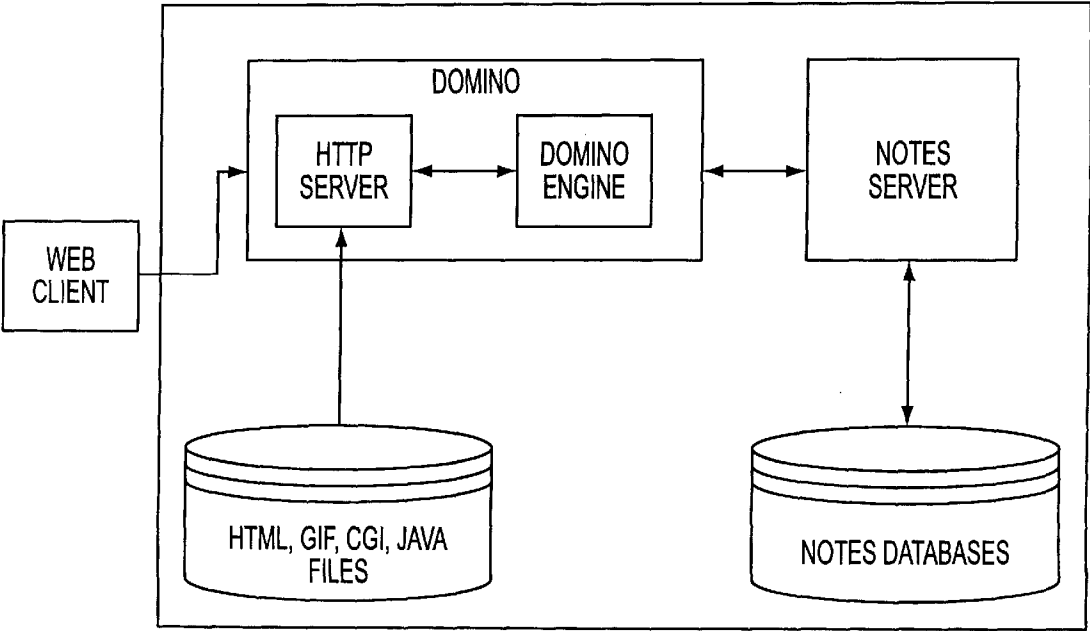 DOMINO
HTTP
SERVER
DOMINO
ENGINE
NOTES
SERVER
WEB
CLIENT
HTML, GIF, CGI, JAVA
FILES
NOTES DATABASES